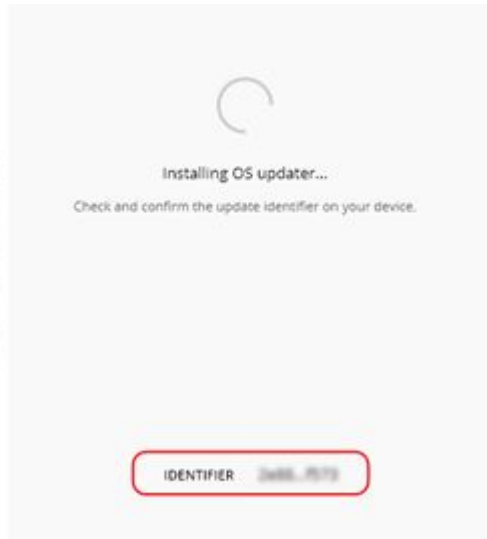 Installing OS updater...
Check and confirm the update identifier on your device.
IDENTIFIER